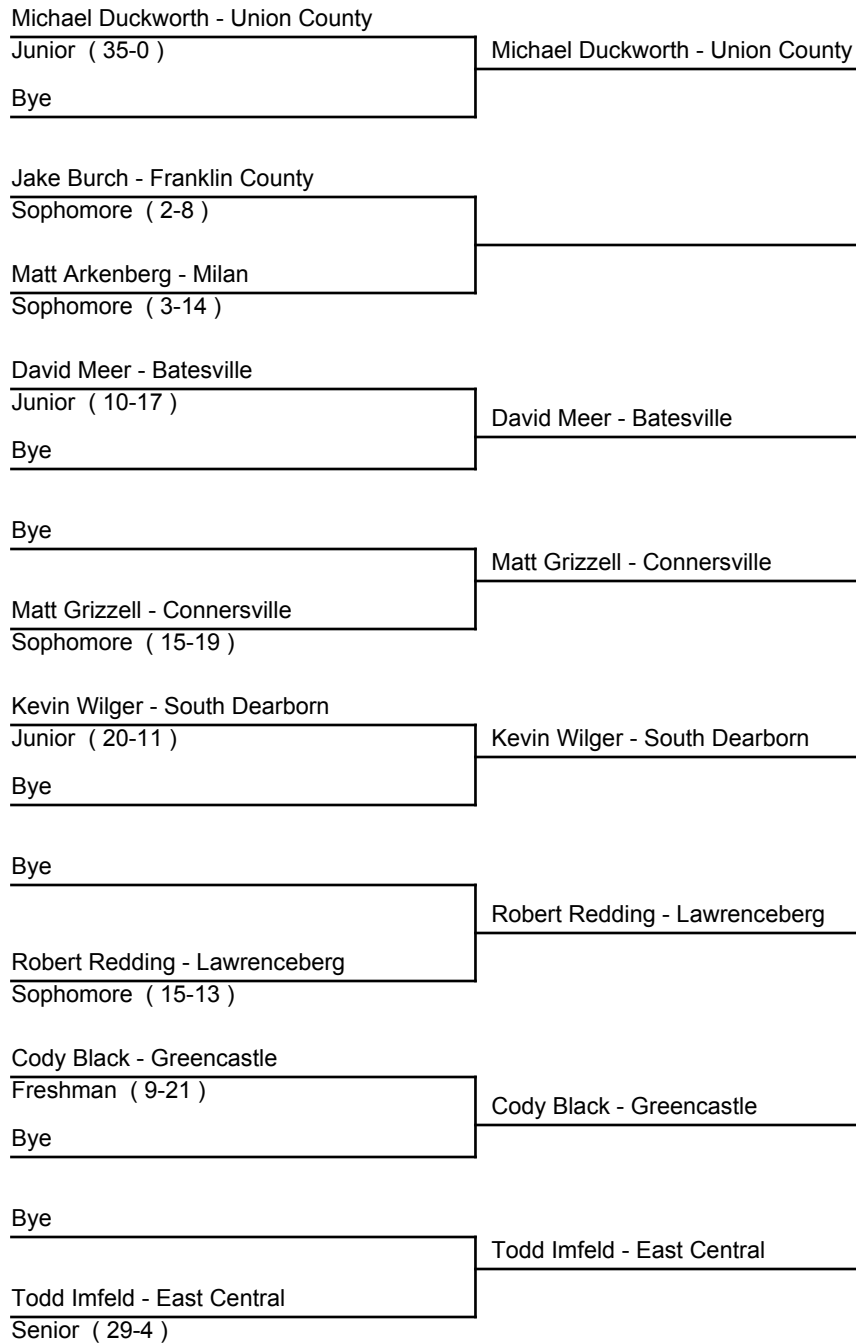 Michael Duckworth - Union County
Junior ( 35-0 )
Michael Duckworth - Union County
Bye
Jake Burch - Franklin County
Sophomore ( 2-8 )
Matt Arkenberg - Milan
Sophomore ( 3-14 )
David Meer - Batesville
Junior ( 10-17 )
David Meer - Batesville
Bye
Bye
Matt Grizzell - Connersville
Matt Grizzell - Connersville
Sophomore ( 15-19 )
Kevin Wilger - South Dearborn
Junior ( 20-11 )
Kevin Wilger - South Dearborn
Bye
Bye
Robert Redding - Lawrenceberg
Robert Redding - Lawrenceberg
Sophomore ( 15-13 )
Cody Black - Greencastle
Freshman ( 9-21 )
Cody Black - Greencastle
Bye
Bye
Todd Imfeld - East Central
Todd Imfeld - East Central
Senior ( 29-4 )